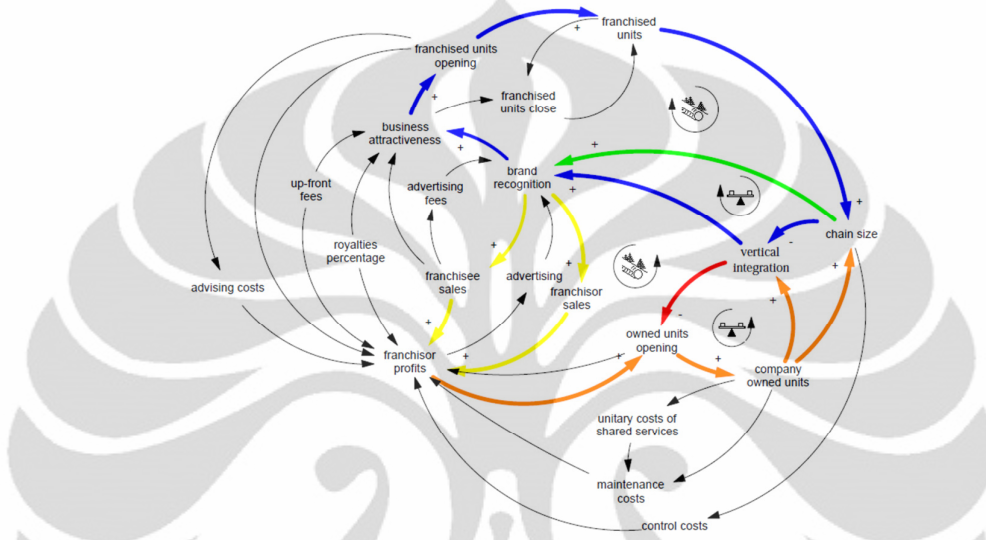 franchised
units
franchised units
opening
franchised
units close
business
attractiveness
brand
recognition
up-front
fees
advertising
fees
royalties
percentage
chain size
vertical
integration
advising costs
franchisee
sales
advertising
franchisor
sales
owned units
opening
franchisor
profits
company
owned units
unitary costs of
shared services
maintenance
costs
control costs
+
+
+
+
+
+
-
+
+
+
+
-
+
+
+
+